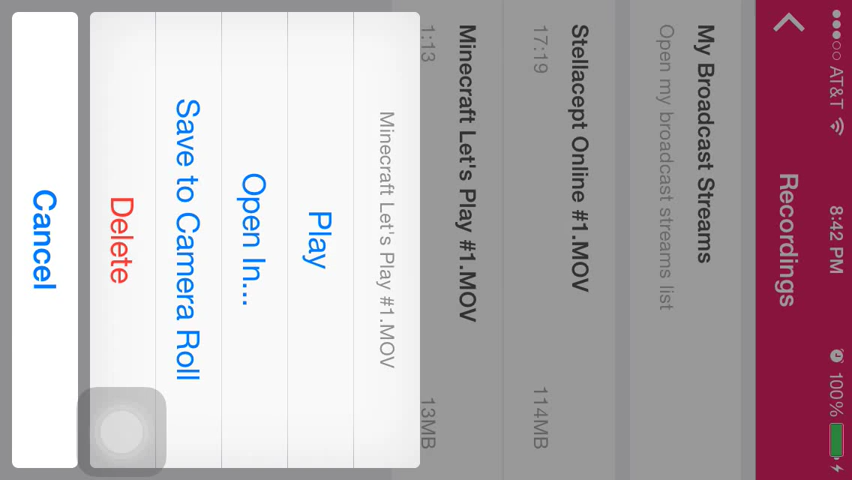 AT&T 8:42 PM 100%
Recordings
My Broadcast Streams
Open my broadcast streams list
Stellacept Online #1.MOV
17:19 114MB
Minecraft Let's Play #1.MOV
1:13 13MB
Minecraft Let's Play #1.MOV
Play
Open In...
Save to Camera Roll
Delete
Cancel